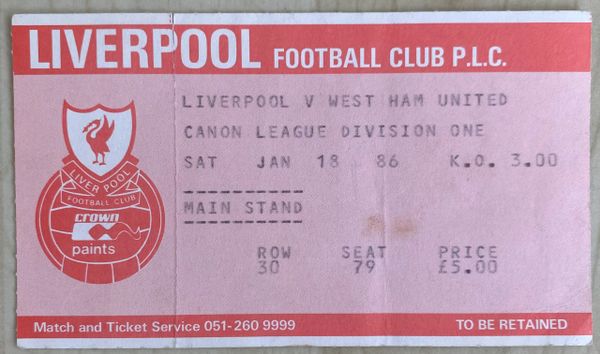 LIVERPOOL FOOTBALL CLUB P.L.C.
LIVERPOOL V WEST HAM UNITED
CANON LEAGUE DIVISION ONE
SAT JAN 18 86 K.O. 3.00
MAIN STAND
ROW SEAT PRICE
30 79 £5.00
LIVER POOL
FOOTBALL CLUB
crown
paints
Match and Ticket Service 051-260 9999 TO BE RETAINED